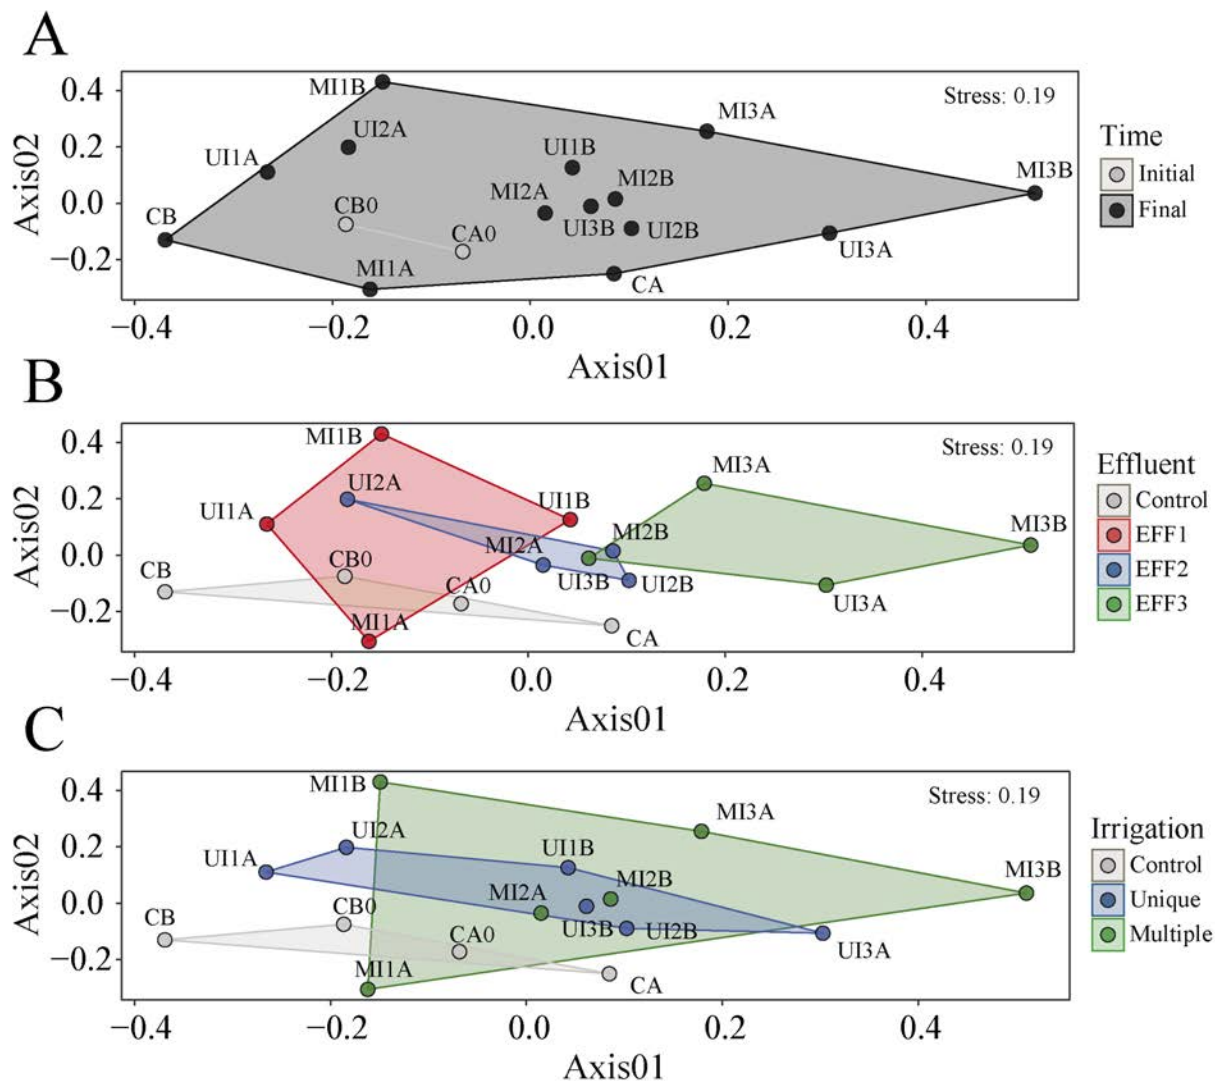 A
Axis02
0.4
0.2
0.0
−0.2
MI1B
Stress: 0.19
UI2A
MI3A
UI1A
UI1B
MI2B
MI3B
MI2A
CB0
CB
UI3B
UI2B
CA0
UI3A
MI1A
CA
−0.4
−0.2
0.0
0.2
0.4
Axis01
Time
Initial
Final
B
Axis02
0.4
0.2
0.0
−0.2
MI1B
Stress: 0.19
MI3A
UI2A
UI1A
UI1B
MI3B
MI2B
MI2A
CB0
CB
UI3B
UI2B
CA0
UI3A
MI1A
CA
−0.4
−0.2
0.0
0.2
0.4
Axis01
Effluent
Control
EFF1
EFF2
EFF3
C
Axis02
0.4
0.2
0.0
−0.2
MI1B
Stress: 0.19
MI3A
UI2A
UI1A
UI1B
MI3B
MI2B
MI2A
CB0
CB
UI3B
UI2B
CA0
UI3A
MI1A
CA
−0.4
−0.2
0.0
0.2
0.4
Axis01
Irrigation
Control
Unique
Multiple